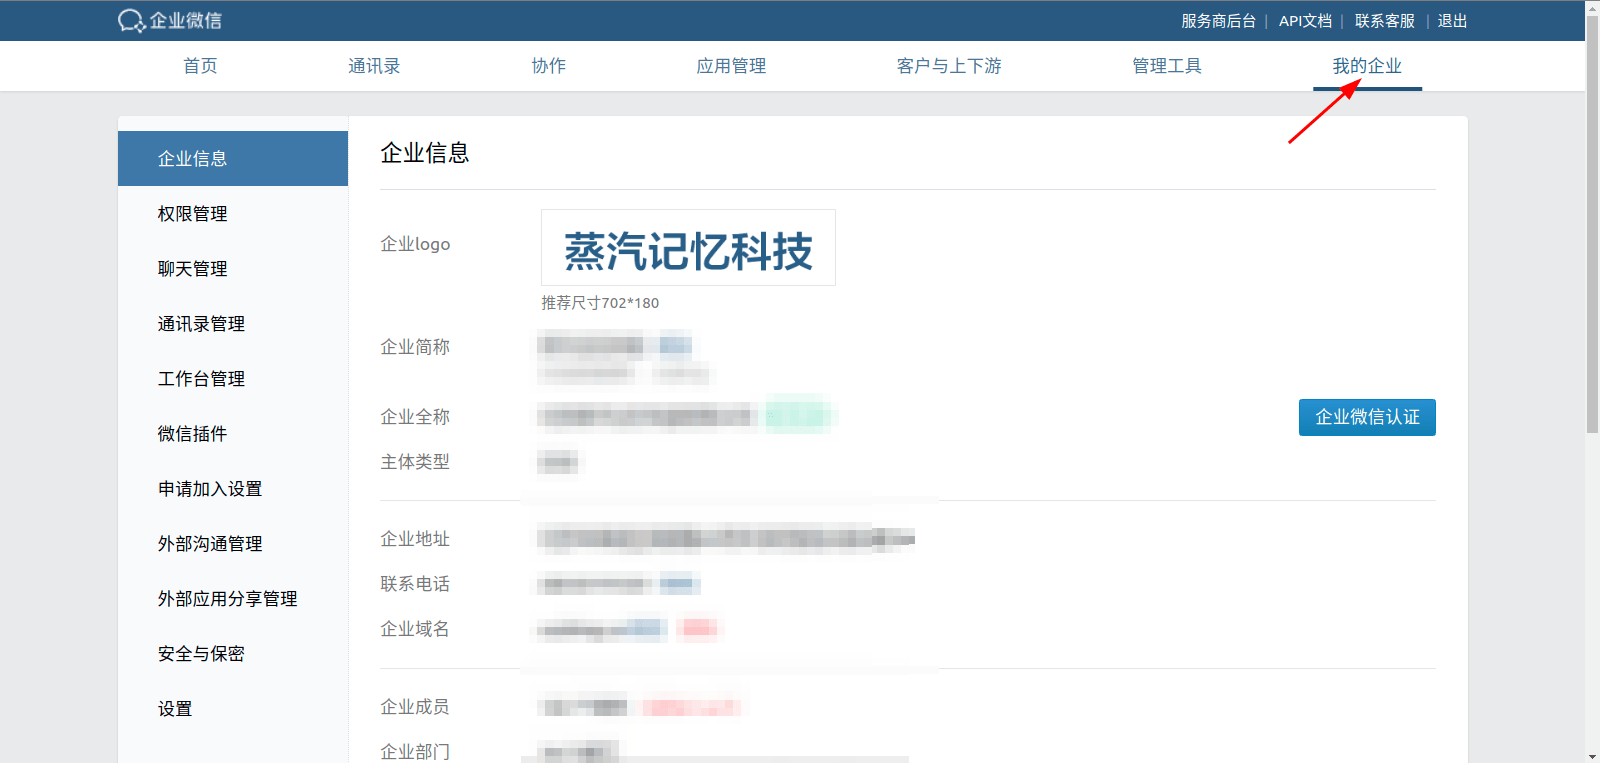 企业微信
服务商后台 | API文档 | 联系客服 | 退出
首页 通讯录 协作 应用管理 客户与上下游 管理工具 我的企业
企业信息
权限管理
聊天管理
通讯录管理
工作台管理
微信插件
申请加入设置
外部沟通管理
外部应用分享管理
安全与保密
设置
企业信息
企业logo
蒸汽记忆科技
推荐尺寸702*180
企业简称
企业全称
企业微信认证
主体类型
企业地址
联系电话
企业域名
企业成员
企业部门